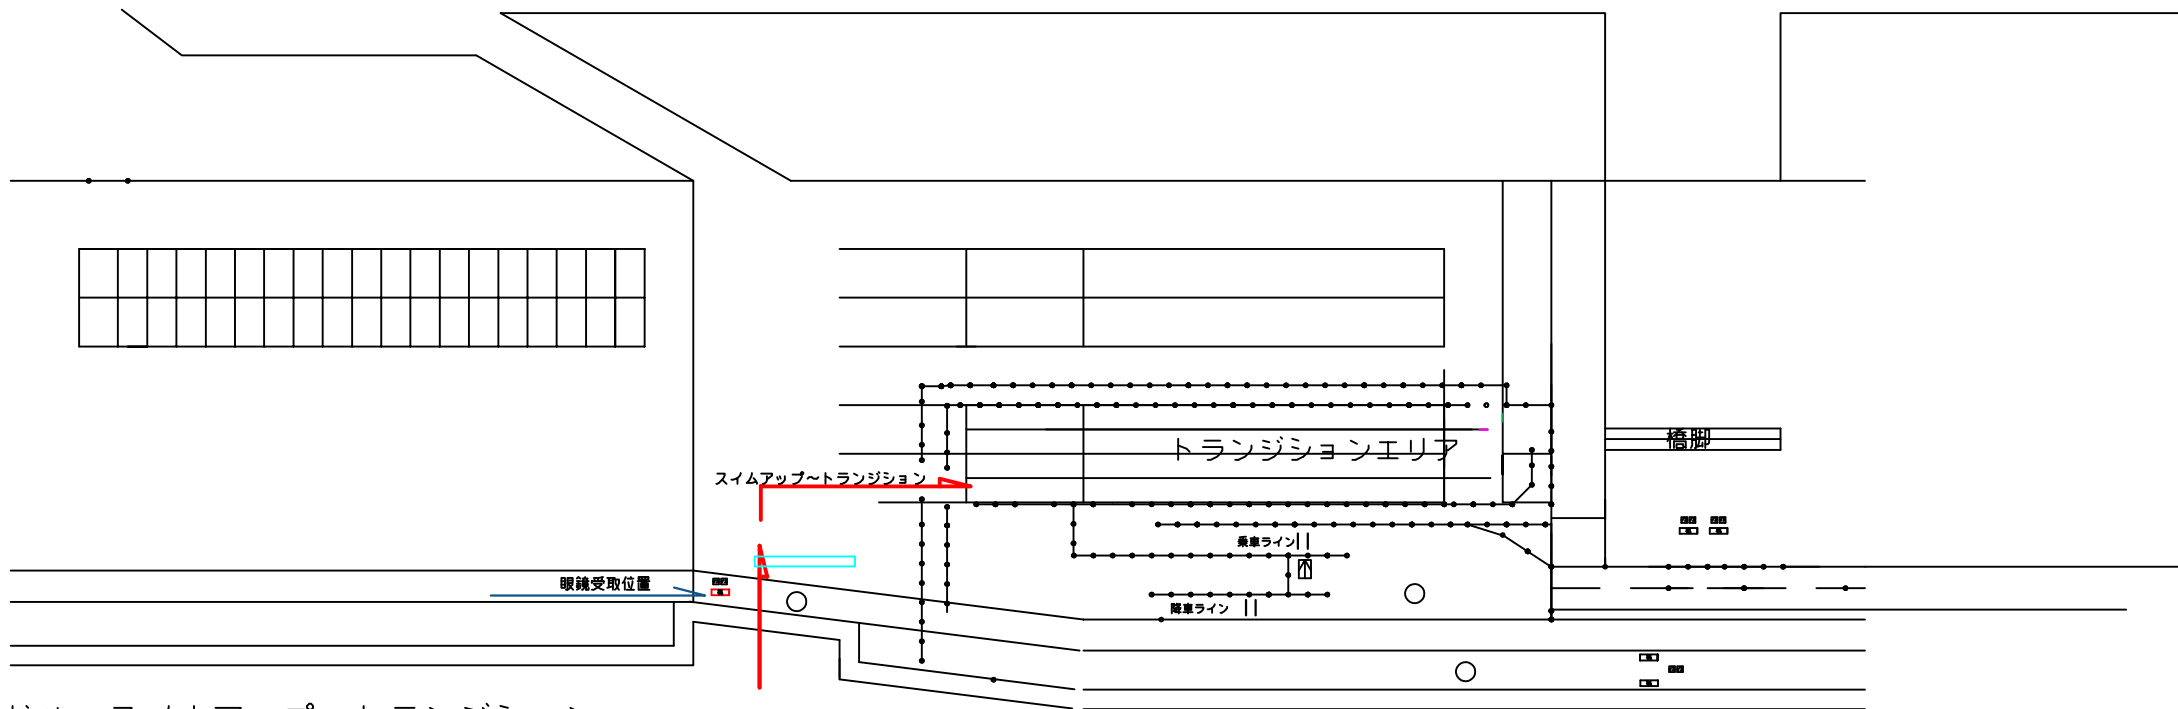 トランジションエリア
橋脚
スイムアップ～トランジション
乗車ライン
眼鏡受取位置
降車ライン